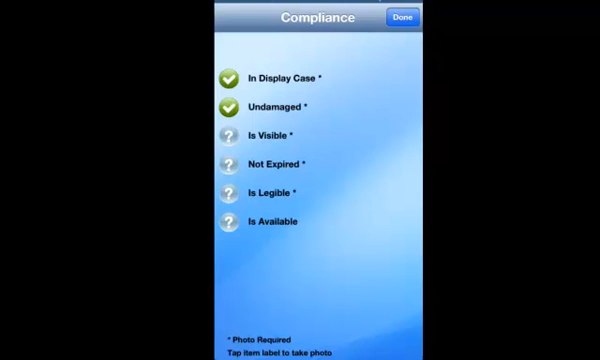 Compliance
Done
In Display Case *
Undamaged *
? Is Visible *
? Not Expired *
? Is Legible *
? Is Available
* Photo Required
Tap item label to take photo